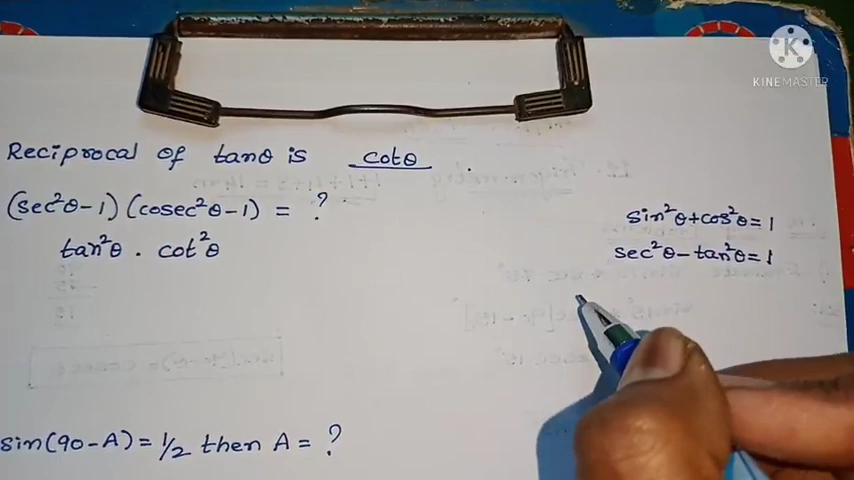 KINEMASTER
Reciprocal of tanθ is cotθ .
(sec²θ-1)(cosec²θ-1) = ?
tan²θ . cot²θ
sin²θ+cos²θ=1
sec²θ-tan²θ=1
sin(90-A)=1/2 then A = ?